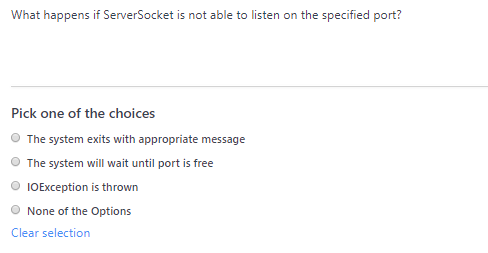 What happens if ServerSocket is not able to listen on the specified port?
Pick one of the choices
The system exits with appropriate message
The system will wait until port is free
IOException is thrown
None of the Options
Clear selection